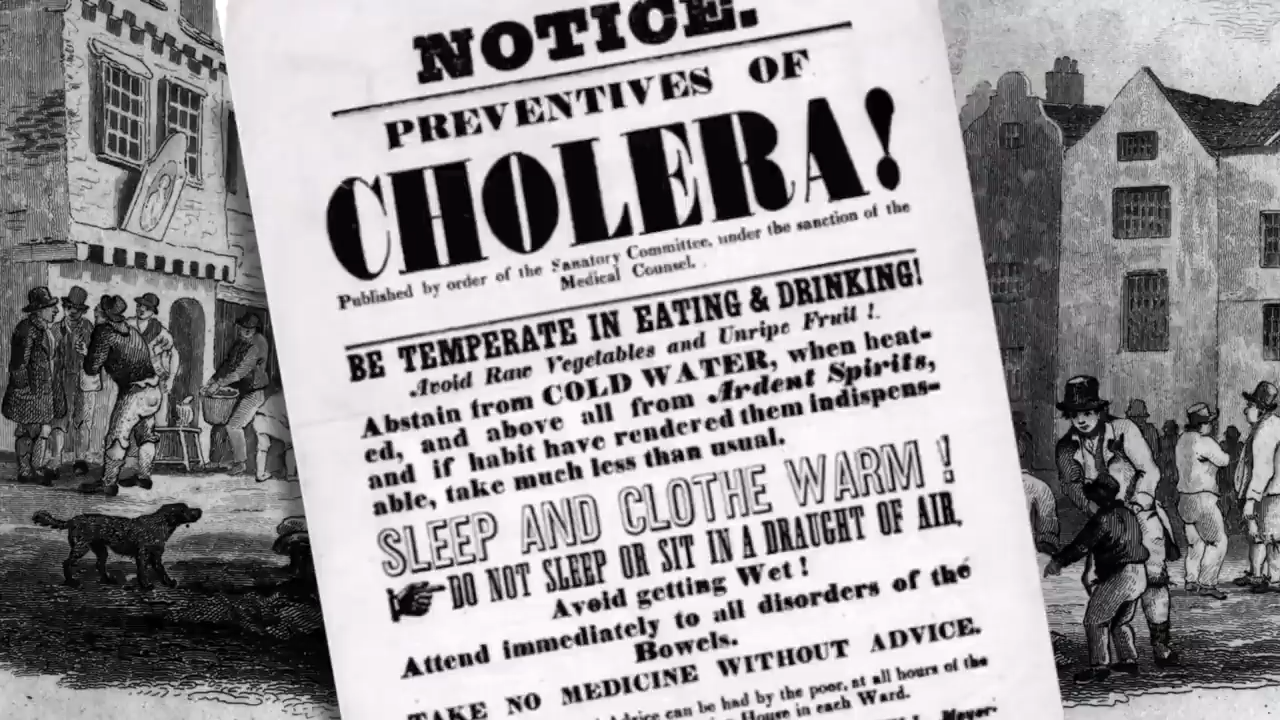 NOTICE.
PREVENTIVES OF
CHOLERA!
Published by order of the Sanatory Committee, under the sanction of the
Medical Counsel.
BE TEMPERATE IN EATING & DRINKING!
Avoid Raw Vegetables and Unripe Fruit !.
Abstain from COLD WATER, when heat-
ed, and above all from Ardent Spirits,
and if habit have rendered them indispens-
able, take much less than usual.
SLEEP AND CLOTHE WARM !
DO NOT SLEEP OR SIT IN A DRAUGHT OF AIR,
Avoid getting Wet !
Attend immediately to all disorders of the
Bowels.
TAKE NO MEDICINE WITHOUT ADVICE.
Advice can be had by the poor, at all hours of the
House in each Ward.
Mayor.